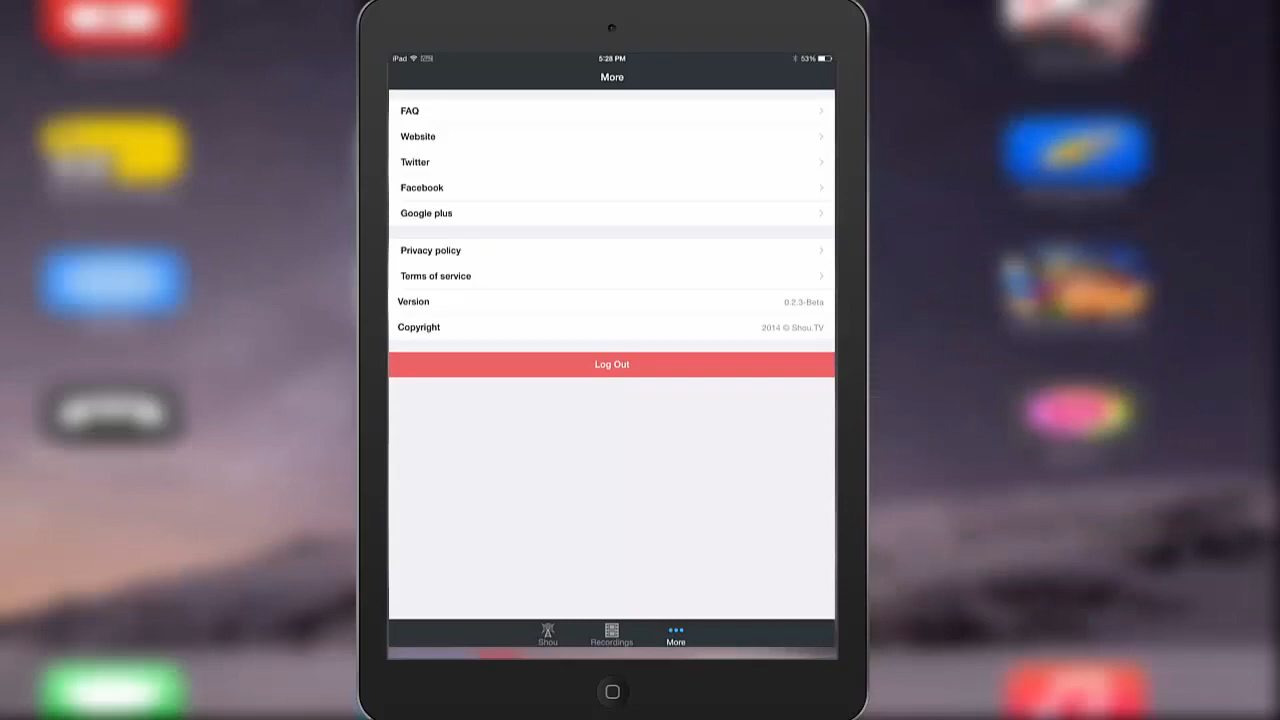 iPad
5:28 PM
53%
More
FAQ
Website
Twitter
Facebook
Google plus
Privacy policy
Terms of service
Version 0.2.3-Beta
Copyright 2014 © Shou.TV
Log Out
Shou Recordings More